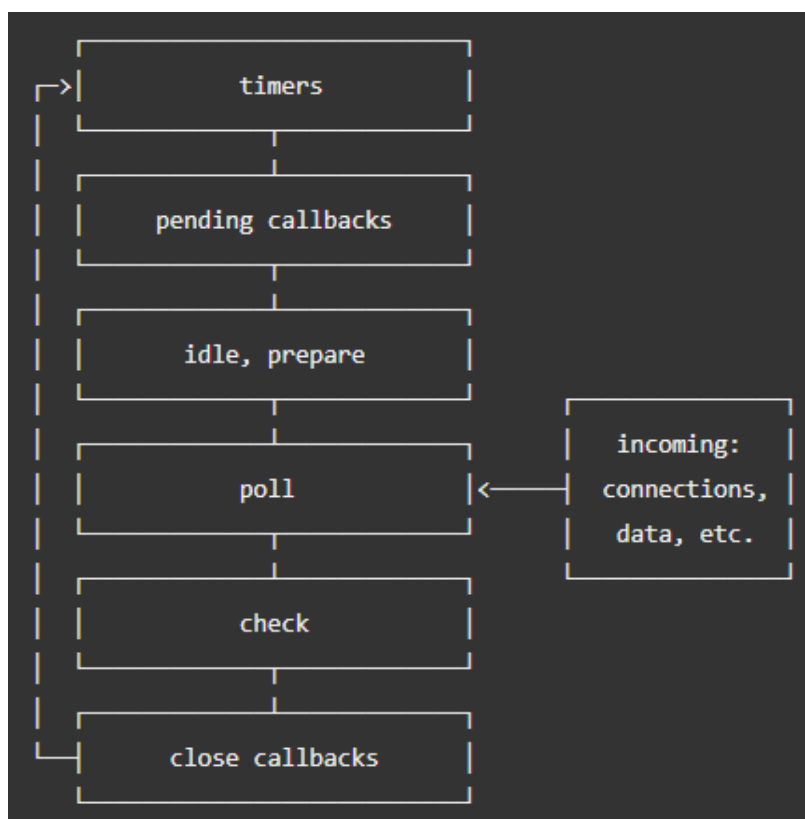 timers
pending callbacks
idle, prepare
poll
incoming:
connections,
data, etc.
check
close callbacks